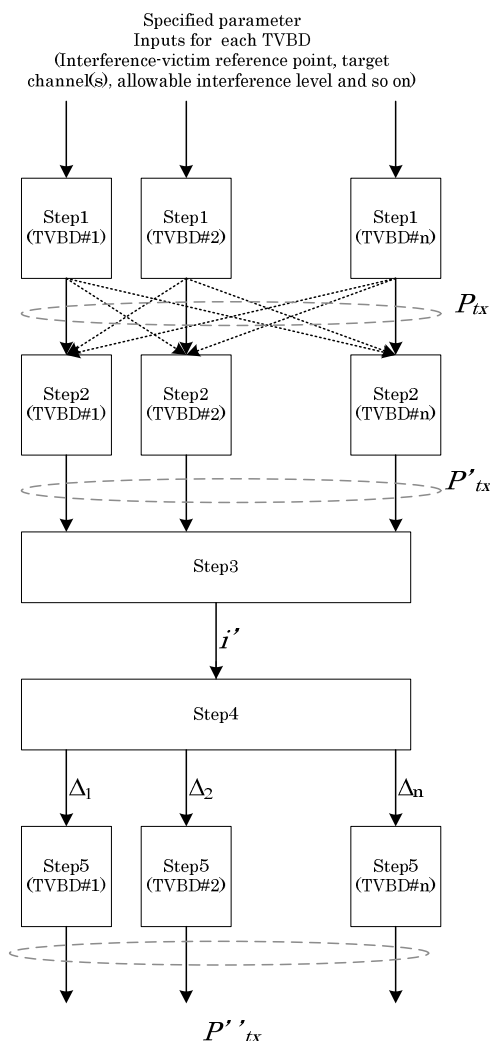 Specified parameter
Inputs for each TVBD
(Interference-victim reference point, target
channel(s), allowable interference level and so on)
Step1
(TVBD#1)
Step1
(TVBD#2)
Step1
(TVBD#n)
Ptx
Step2
(TVBD#1)
Step2
(TVBD#2)
Step2
(TVBD#n)
P'tx
Step3
i'
Step4
Δ1
Δ2
Δn
Step5
(TVBD#1)
Step5
(TVBD#2)
Step5
(TVBD#n)
P''tx